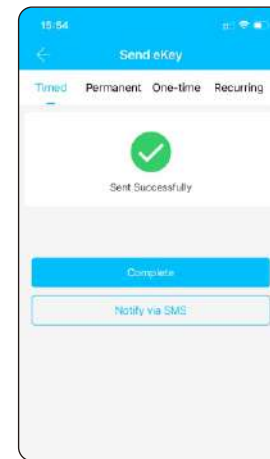 15:54
Send eKey
Timed Permanent One-time Recurring
Sent Successfully
Complete
Notify via SMS